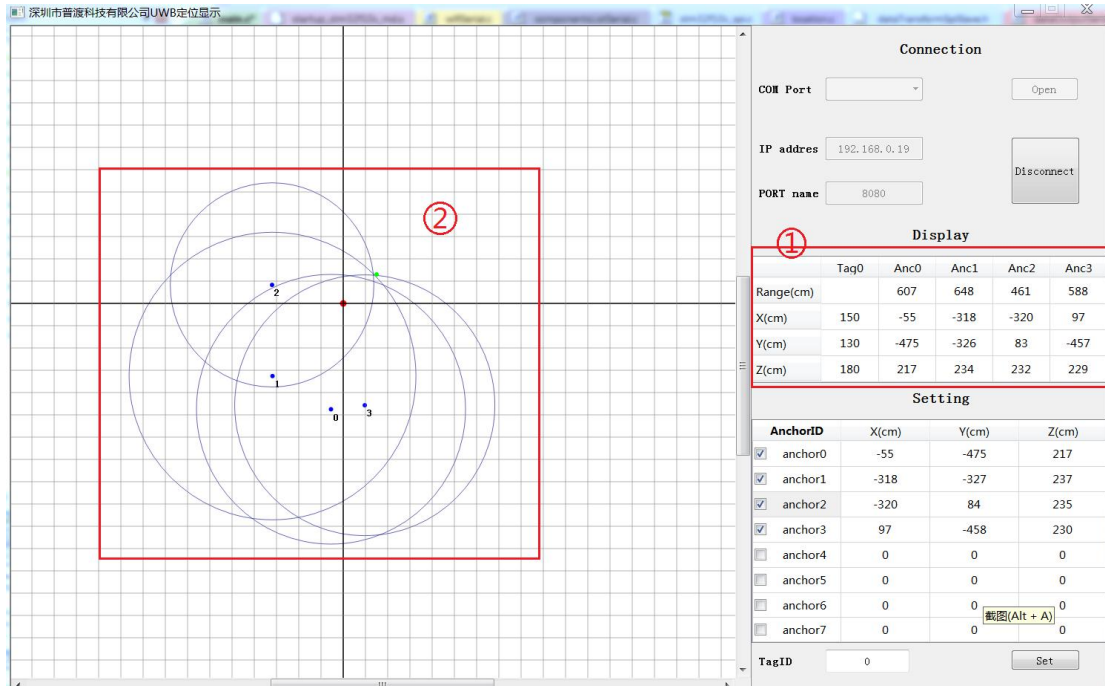 深圳市普渡科技有限公司UWB定位显示
Connection
COM Port
Open
IP addres 192.168.0.19
Disconnect
PORT name 8080
②
①
Display
Tag0 Anc0 Anc1 Anc2 Anc3
Range(cm) 607 648 461 588
X(cm) 150 -55 -318 -320 97
Y(cm) 130 -475 -326 83 -457
Z(cm) 180 217 234 232 229
2
1
0
3
Setting
AnchorID X(cm) Y(cm) Z(cm)
anchor0 -55 -475 217
anchor1 -318 -327 237
anchor2 -320 84 235
anchor3 97 -458 230
anchor4 0 0 0
anchor5 0 0 0
anchor6 0 0 0
截图(Alt + A)
anchor7 0 0 0
TagID 0 Set